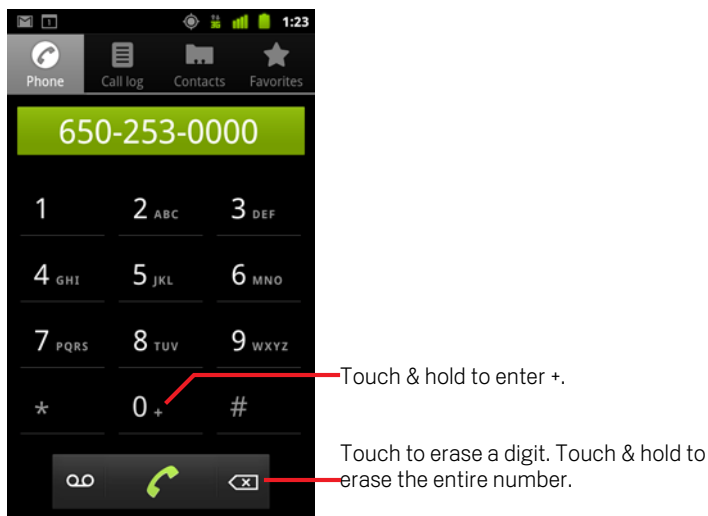 1 1:23
3G
Phone Call log Contacts Favorites
650-253-0000
1 2 ABC 3 DEF
4 GHI 5 JKL 6 MNO
7 PQRS 8 TUV 9 WXYZ
* 0 + #
Touch & hold to enter +.
Touch to erase a digit. Touch & hold to
erase the entire number.